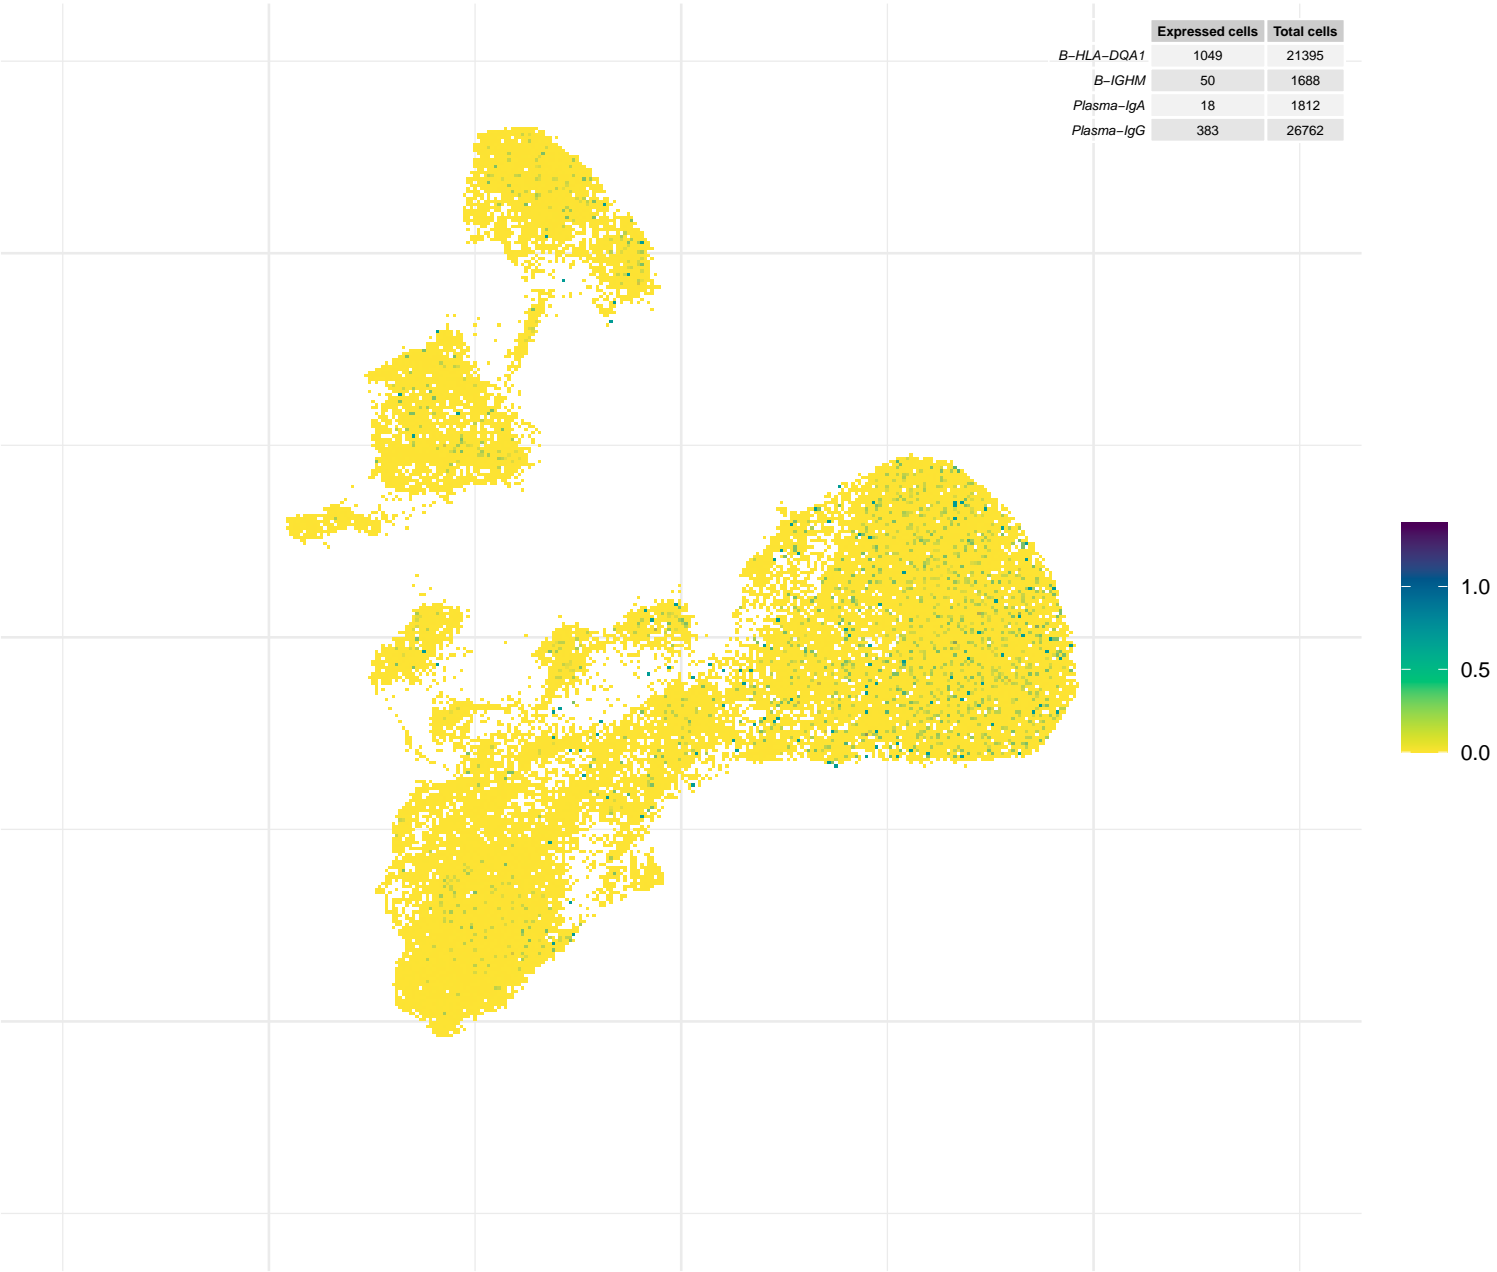 Expressed cells Total cells
B−HLA−DQA1 1049 21395
B−IGHM 50 1688
Plasma−IgA 18 1812
Plasma−IgG 383 26762
1.0
0.5
0.0